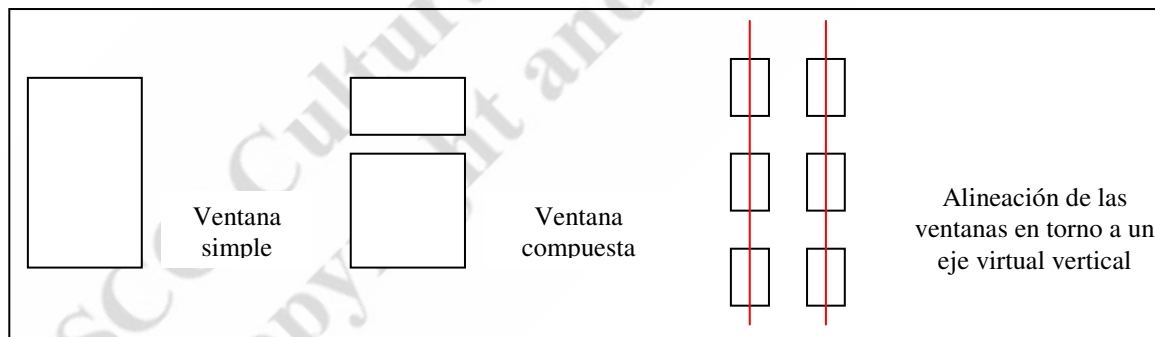 Ventana
simple
Ventana
compuesta
Alineación de las
ventanas en torno a un
eje virtual vertical